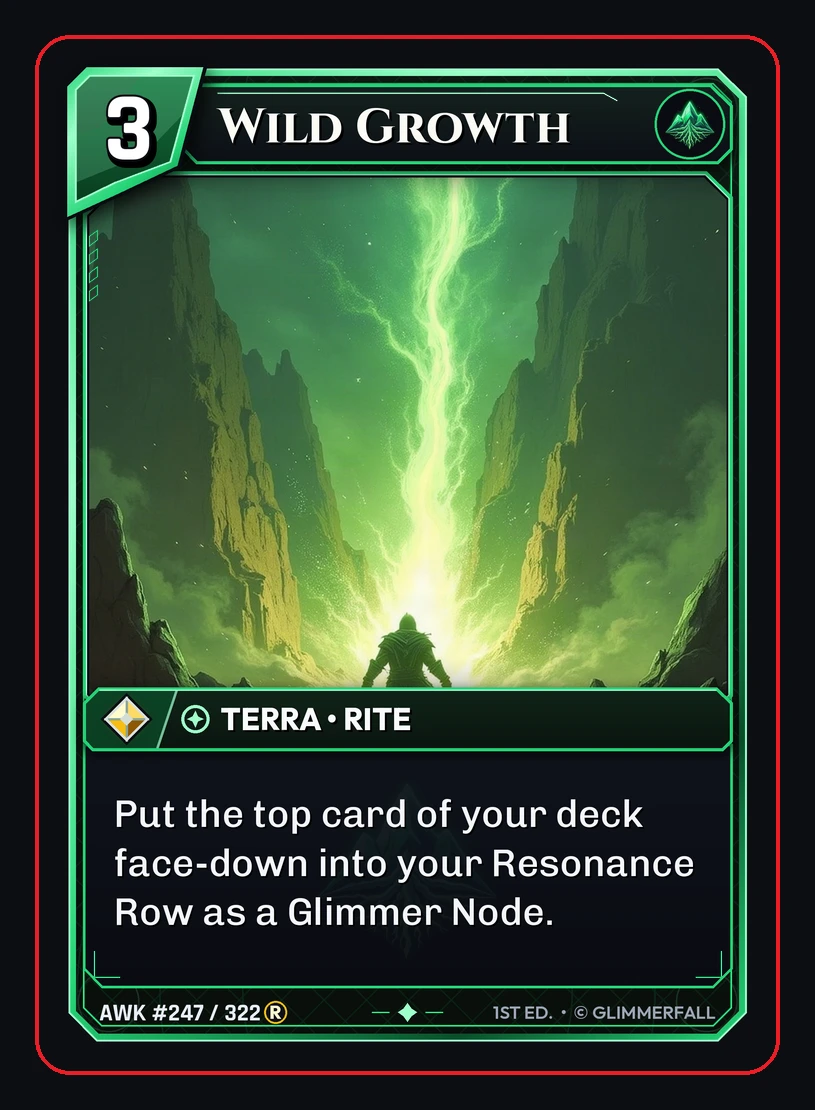 3
Wild Growth
TERRA • RITE
Put the top card of your deck
face-down into your Resonance
Row as a Glimmer Node.
AWK #247 / 322 R
1ST ED. • © GLIMMERFALL